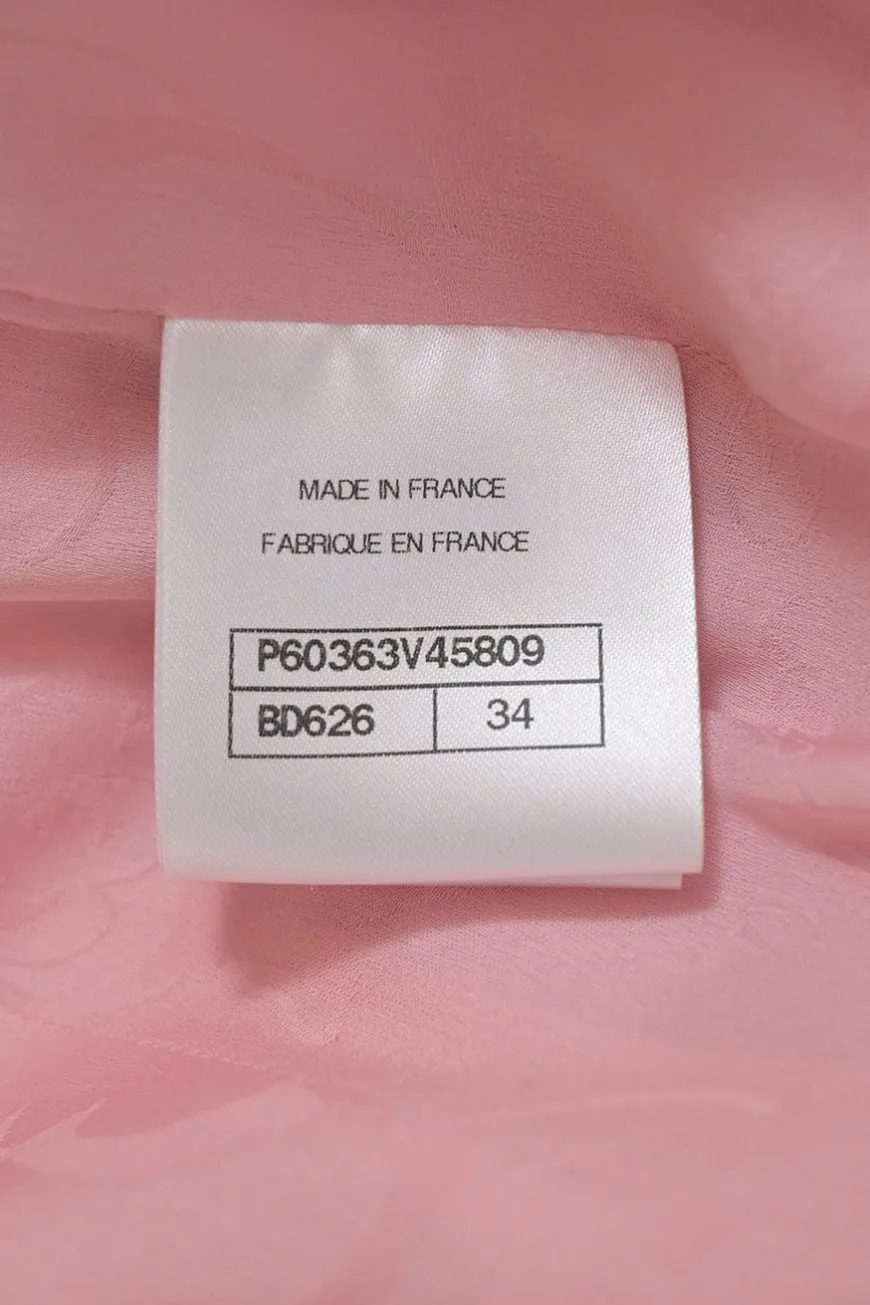 MADE IN FRANCE
FABRIQUE EN FRANCE
P60363V45809
BD626 34